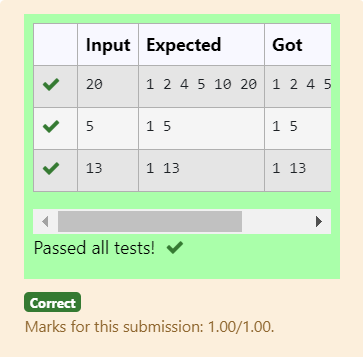 Input Expected Got
20 1 2 4 5 10 20 1 2 4 5
5 1 5 1 5
13 1 13 1 13
Passed all tests!
Correct
Marks for this submission: 1.00/1.00.